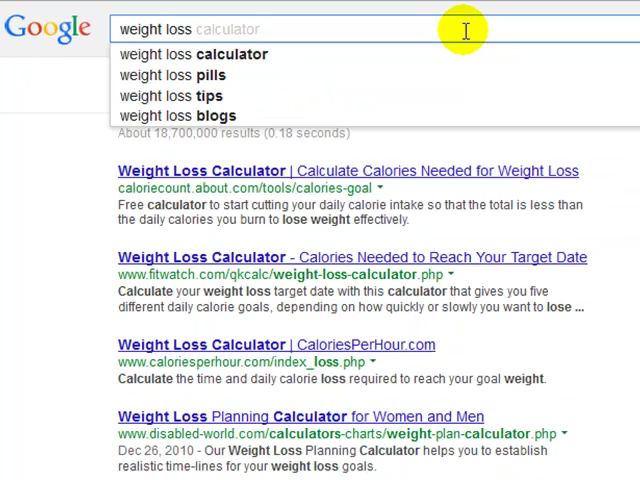 Google
weight loss calculator
weight loss calculator
weight loss pills
weight loss tips
weight loss blogs
About 18,700,000 results (0.18 seconds)
Weight Loss Calculator | Calculate Calories Needed for Weight Loss
caloriecount.about.com/tools/calories-goal
Free calculator to start cutting your daily calorie intake so that the total is less than
the daily calories you burn to lose weight effectively.
Weight Loss Calculator - Calories Needed to Reach Your Target Date
www.fitwatch.com/qkcalc/weight-loss-calculator.php
Calculate your weight loss target date with this calculator that gives you five
different daily calorie goals, depending on how quickly or slowly you want to lose ...
Weight Loss Calculator | CaloriesPerHour.com
www.caloriesperhour.com/index_loss.php
Calculate the time and daily calorie loss required to reach your goal weight.
Weight Loss Planning Calculator for Women and Men
www.disabled-world.com/calculators-charts/weight-plan-calculator.php
Dec 26, 2010 - Our Weight Loss Planning Calculator helps you to establish
realistic time-lines for your weight loss goals.